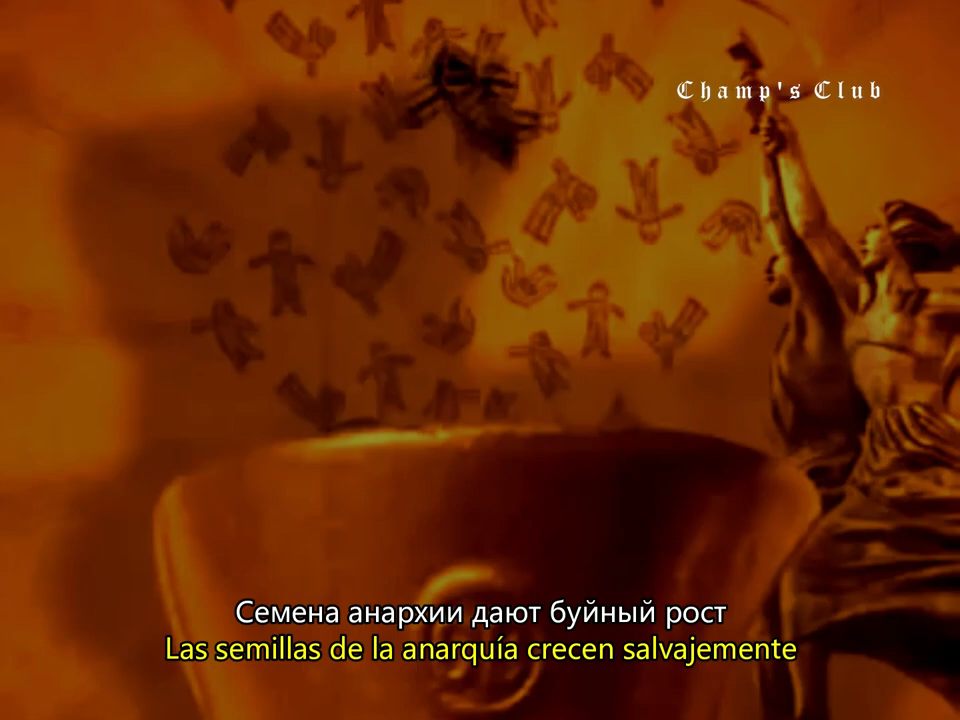 Champ's Club
Семена анархии дают буйный рост
Las semillas de la anarquía crecen salvajemente